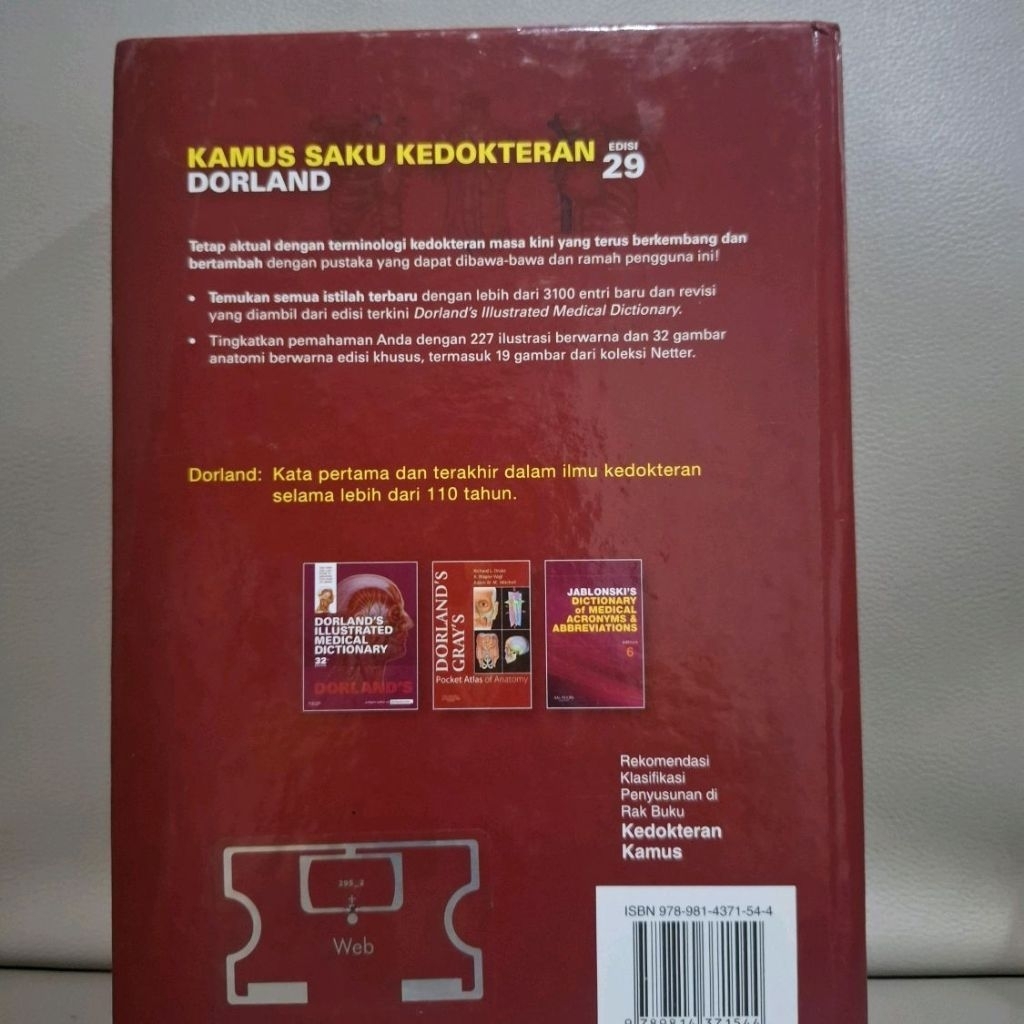 KAMUS SAKU KEDOKTERAN EDISI 29
DORLAND
Tetap aktual dengan terminologi kedokteran masa kini yang terus berkembang dan
bertambah dengan pustaka yang dapat dibawa-bawa dan ramah pengguna ini!
• Temukan semua istilah terbaru dengan lebih dari 3100 entri baru dan revisi
yang diambil dari edisi terkini Dorland's Illustrated Medical Dictionary.
• Tingkatkan pemahaman Anda dengan 227 ilustrasi berwarna dan 32 gambar
anatomi berwarna edisi khusus, termasuk 19 gambar dari koleksi Netter.
Dorland: Kata pertama dan terakhir dalam ilmu kedokteran
selama lebih dari 110 tahun.
DORLAND'S
ILLUSTRATED
MEDICAL
DICTIONARY
32
DORLAND'S
DORLAND'S
GRAY'S
Pocket Atlas of Anatomy
JABLONSKI'S
DICTIONARY
of MEDICAL
ACRONYMS &
ABBREVIATIONS
6
Rekomendasi
Klasifikasi
Penyusunan di
Rak Buku
Kedokteran
Kamus
Web
ISBN 978-981-4371-54-4
9 789814 371544